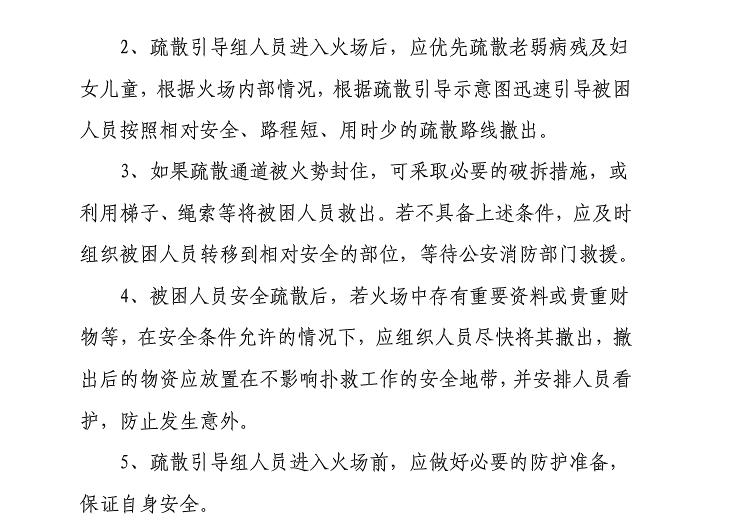 2、疏散引导组人员进入火场后，应优先疏散老弱病残及妇
女儿童，根据火场内部情况，根据疏散引导示意图迅速引导被困
人员按照相对安全、路程短、用时少的疏散路线撤出。
3、如果疏散通道被火势封住，可采取必要的破拆措施，或
利用梯子、绳索等将被困人员救出。若不具备上述条件，应及时
组织被困人员转移到相对安全的部位，等待公安消防部门救援。
4、被困人员安全疏散后，若火场中存有重要资料或贵重财
物等，在安全条件允许的情况下，应组织人员尽快将其撤出，撤
出后的物资应放置在不影响扑救工作的安全地带，并安排人员看
护，防止发生意外。
5、疏散引导组人员进入火场前，应做好必要的防护准备，
保证自身安全。